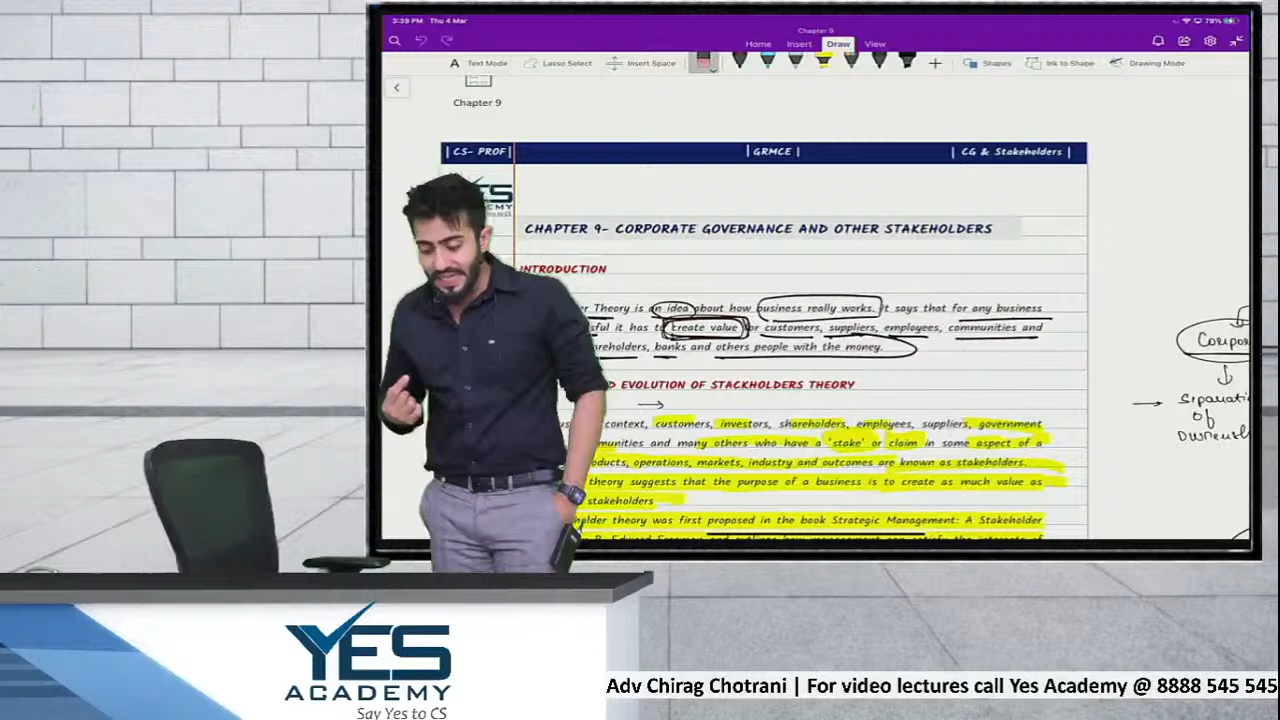 3:39 PM Thu 4 Mar
79%
Chapter 9
Home Insert Draw View
Text Mode Lasso Select Insert Space Shapes Ink to Shape Drawing Mode
Chapter 9
| CS- PROF | | GRMCE | | CG & Stakeholders |
CHAPTER 9- CORPORATE GOVERNANCE AND OTHER STAKEHOLDERS
INTRODUCTION
Theory is an idea about how business really works. It says that for any business
it has to create value for customers, suppliers, employees, communities and
banks and others people with the money.
EVOLUTION OF STACKHOLDERS THEORY
context, customers, investors, shareholders, employees, suppliers, government
and many others who have a 'stake' or claim in some aspect of a
operations, markets, industry and outcomes are known as stakeholders.
theory suggests that the purpose of a business is to create as much value as
stakeholders
theory was first proposed in the book Strategic Management: A Stakeholder
of
YES
ACADEMY
Say Yes to CS
Adv Chirag Chotrani | For video lectures call Yes Academy @ 8888 545 545